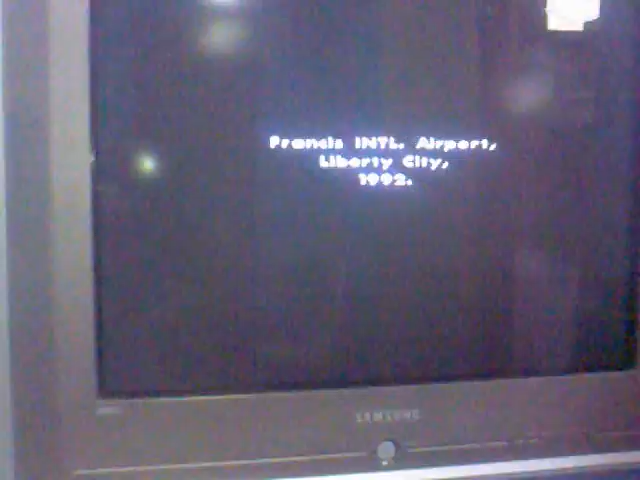 Francis INTL. Airport,
Liberty City,
1992.
SAMSUNG